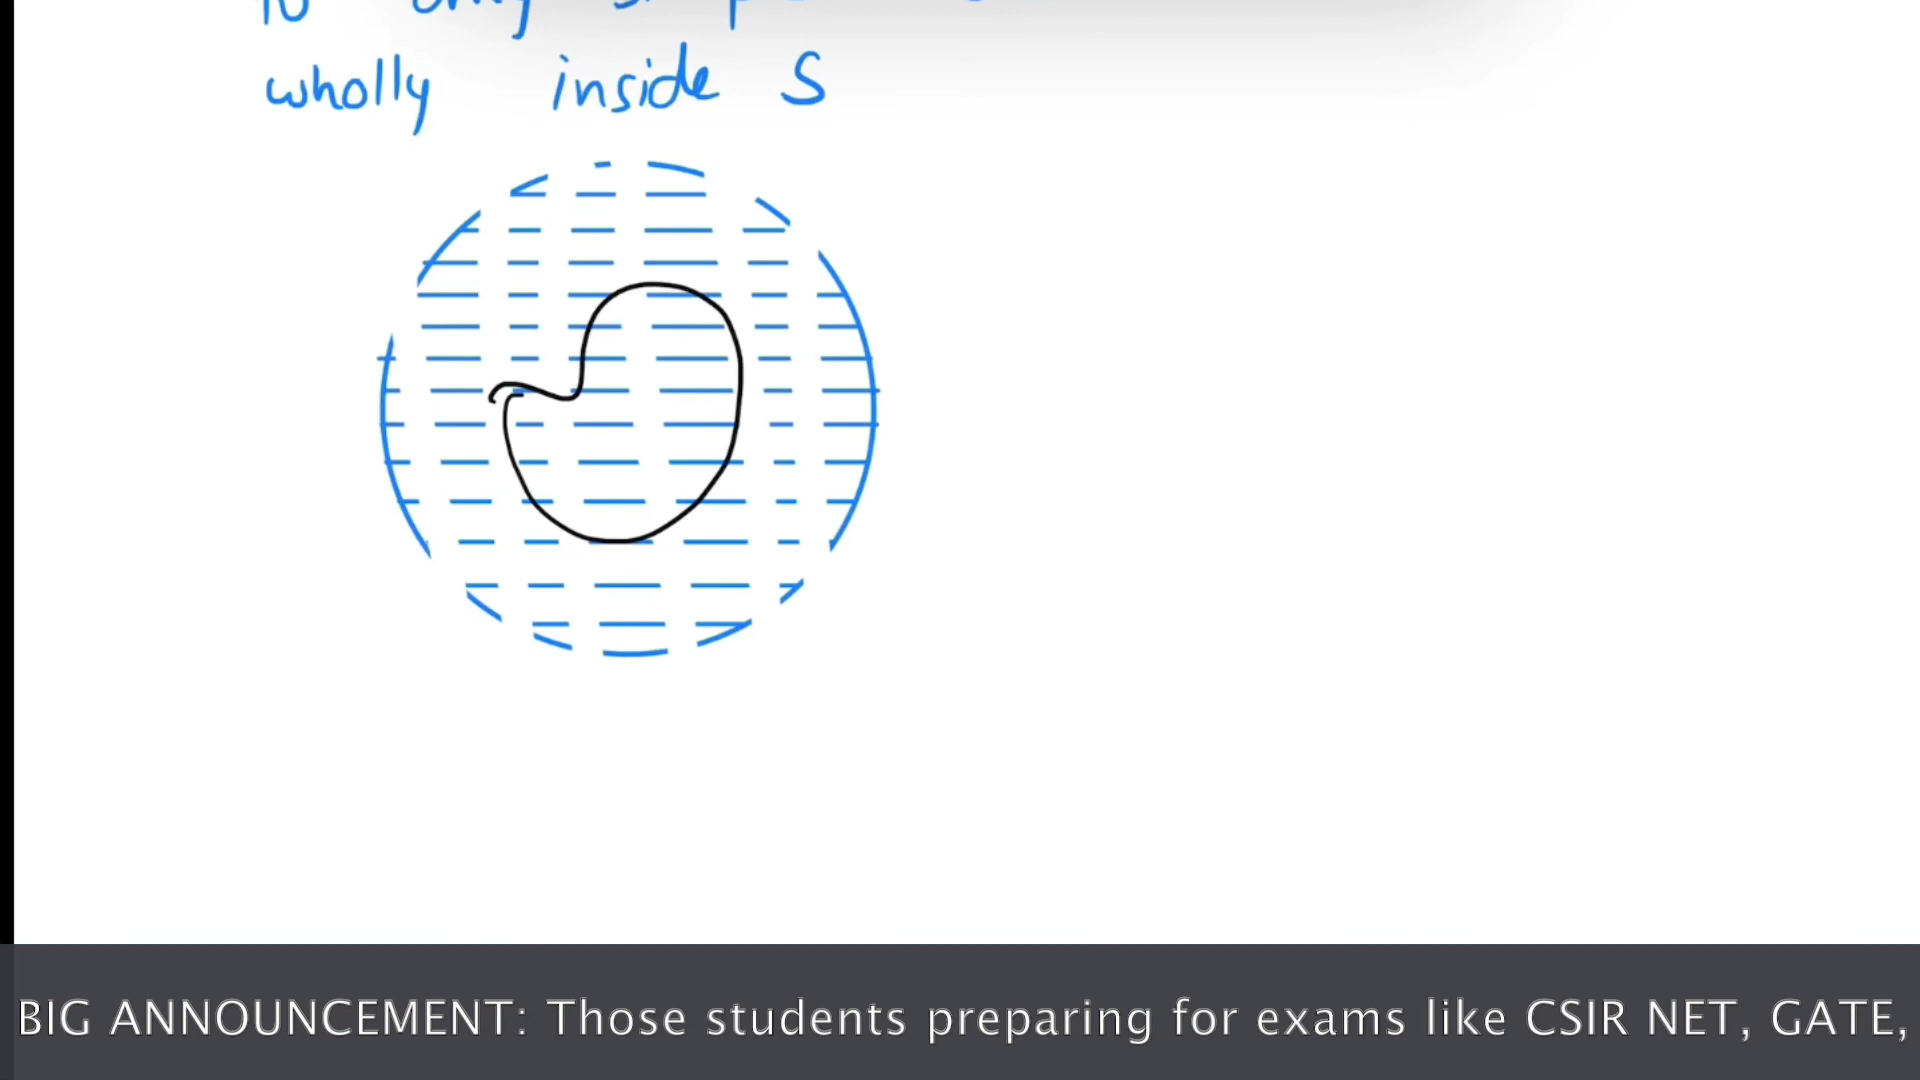 wholly inside S
BIG ANNOUNCEMENT: Those students preparing for exams like CSIR NET, GATE,